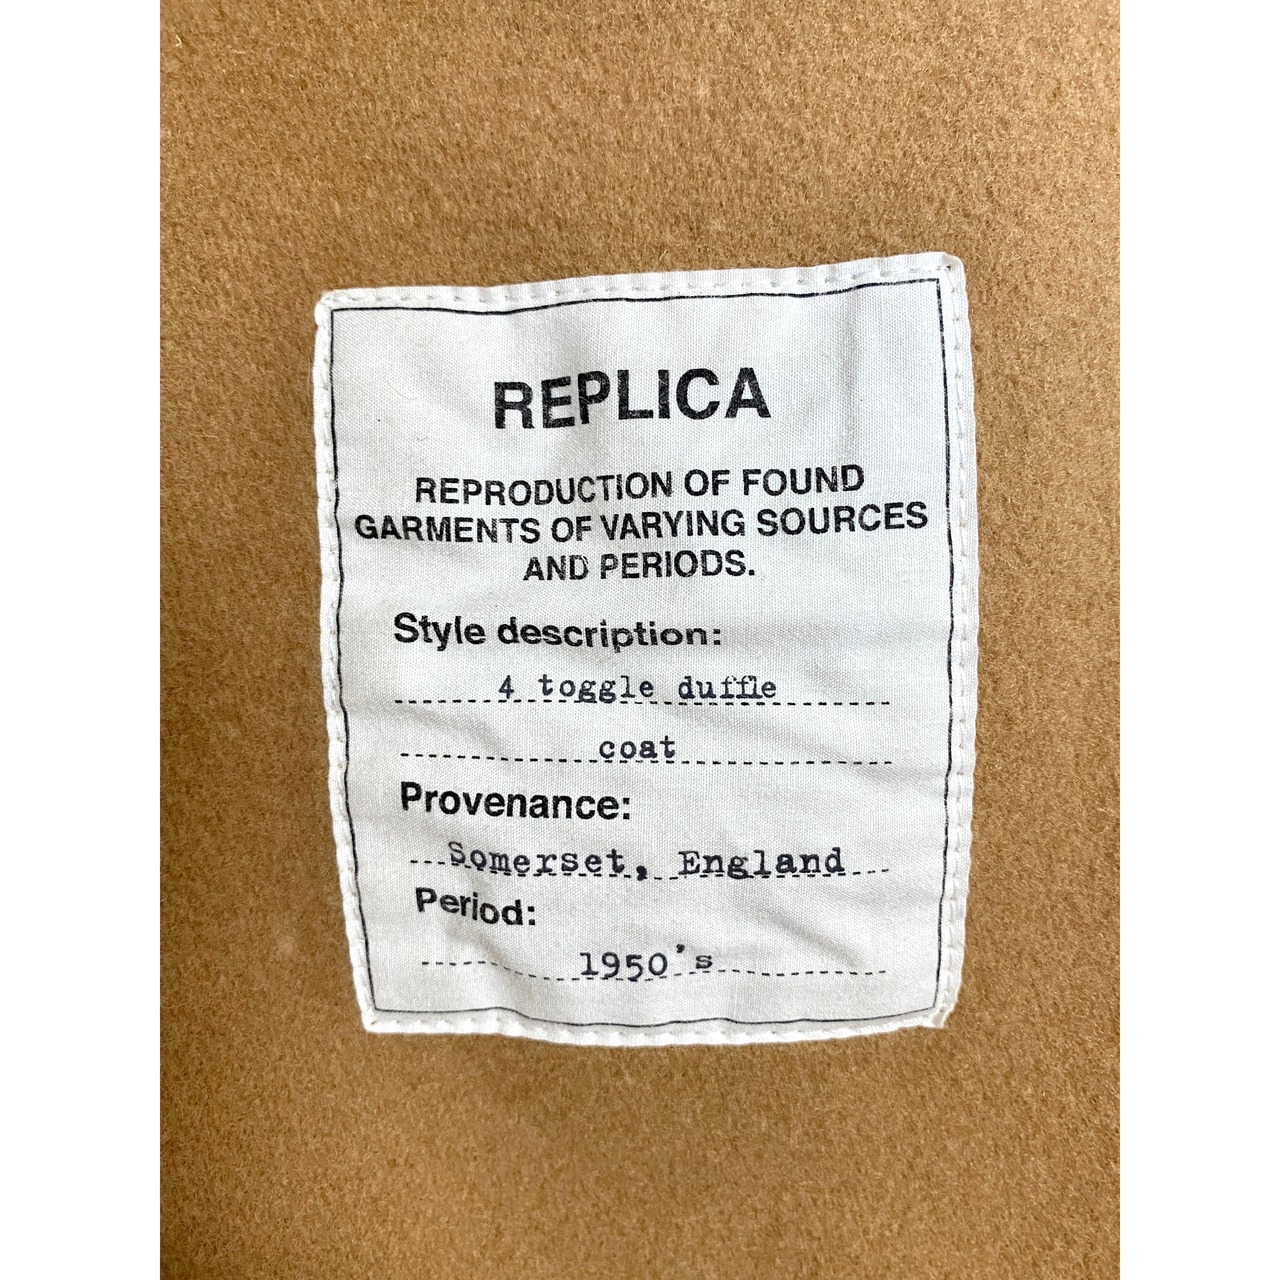 REPLICA
REPRODUCTION OF FOUND
GARMENTS OF VARYING SOURCES
AND PERIODS.
Style description:
4 toggle duffle
coat
Provenance:
Somerset, England
Period:
1950's